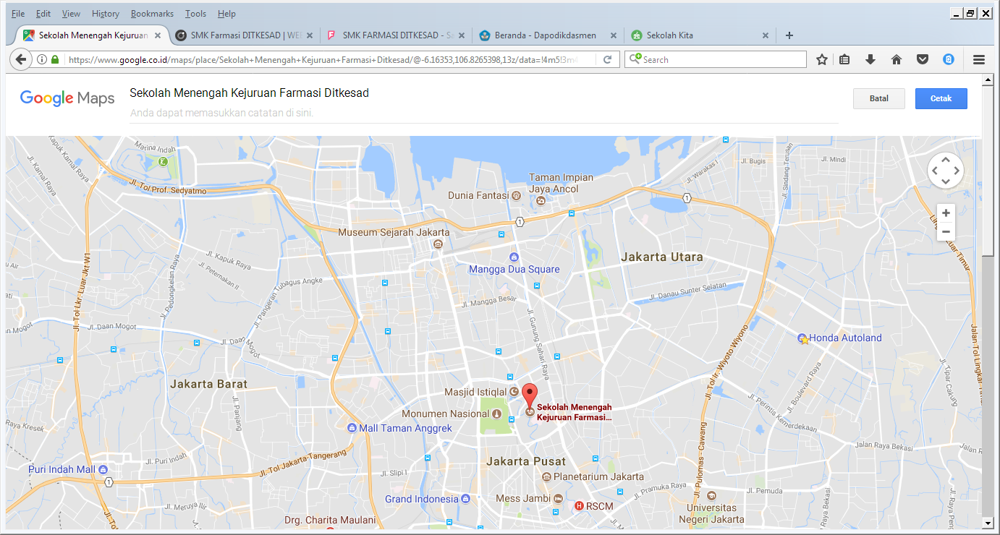 File Edit View History Bookmarks Tools Help
Sekolah Menengah Kejuruan
SMK Farmasi DITKESAD | WEB
SMK FARMASI DITKESAD - Sa
Beranda - Dapodikdasmen
Sekolah Kita
https://www.google.co.id/maps/place/Sekolah+Menengah+Kejuruan+Farmasi+Ditkesad/@-6.16353,106.8265398,13z/data=!4m5!3m4
Search
Google Maps
Sekolah Menengah Kejuruan Farmasi Ditkesad
Anda dapat memasukkan catatan di sini.
Batal
Cetak
Marina Indah
Kapuk Kamal Raya
Jl. Kamal Raya
Jl. Tol Prof. Sedyatmo
Taman Impian
Jaya Ancol
Dunia Fantasi
Jl. Warakas I
Jl. Bugis
Jl. Sindang Terusan
Jl. Mindi
1
1
Museum Sejarah Jakarta
Mangga Dua Square
Jakarta Utara
Jl. Kapuk Raya
Jl. Peternakan II
Jl. Pedongkelan Raya
Jl. Pangeran Tubagus Angke
Jl. Tol Lkr. Luar Jkt W1
Jl. Mangga Besar
Jl. Danau Sunter Selatan
Jl. Gunung Sahari Raya
Jl. Daan Mogot
Jl. Daan Mogot
Honda Autoland
Jl. Tol Ir. Wiyoto Wiyono
Jalan Tol Lingkar
Jl. Tipar Cakung
Jl. Boulevard Raya
Jakarta Barat
Masjid Istiqlal
Monumen Nasional
Sekolah Menengah
Kejuruan Farmasi…
Jl. Panjang
Mall Taman Anggrek
Raya Kresek
Jl. Perintis Kemerdekaan
Jalan Raya Bekasi
Jl. Puri Indah
Puri Indah Mall
1
Jl. Tol Jakarta-Tangerang
Jl. Slipi I
Jakarta Pusat
Planetarium Jakarta
Jl. Pulomas - Cawang
Jl. Pramuka Raya
Jl. Pemuda
Grand Indonesia
Mess Jambi
RSCM
Universitas
Negeri Jakarta
Jl. Meruya Ilir
Drg. Charita Maulani
Jl. Raya Bekasi